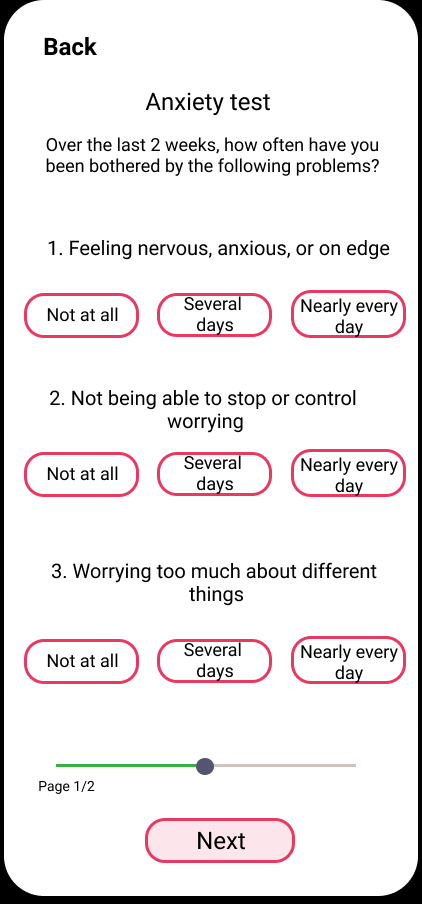 Back
Anxiety test
Over the last 2 weeks, how often have you
been bothered by the following problems?
1. Feeling nervous, anxious, or on edge
Not at all
Several
days
Nearly every
day
2. Not being able to stop or control
worrying
Not at all
Several
days
Nearly every
day
3. Worrying too much about different
things
Not at all
Several
days
Nearly every
day
Page 1/2
Next